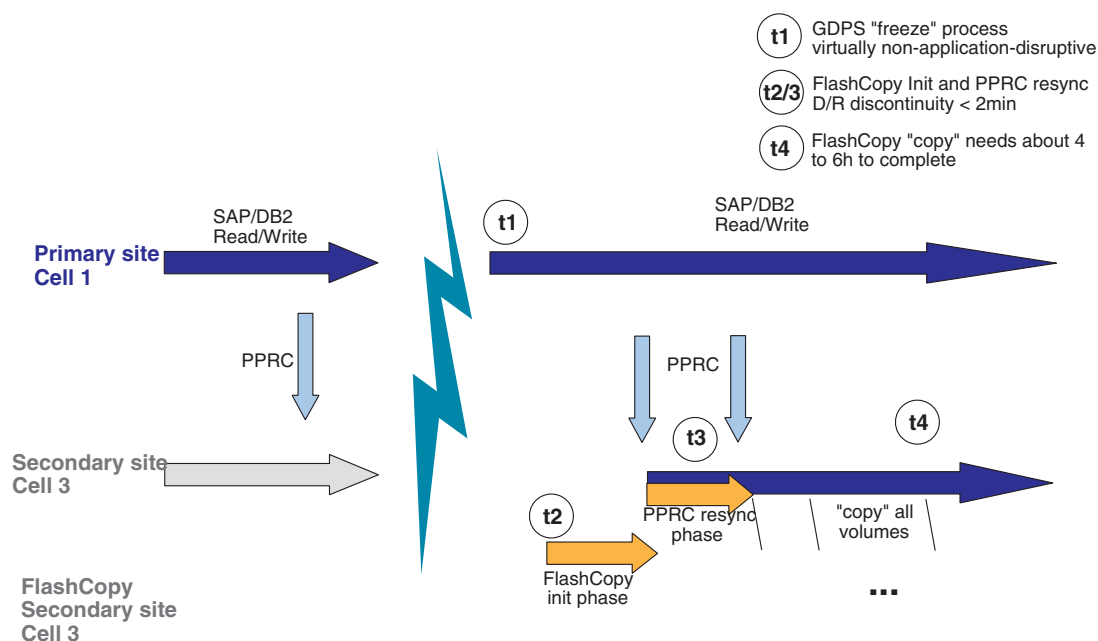 t1
GDPS "freeze" process
virtually non-application-disruptive
t2/3
FlashCopy Init and PPRC resync
D/R discontinuity < 2min
t4
FlashCopy "copy" needs about 4
to 6h to complete
SAP/DB2
Read/Write
t1
SAP/DB2
Read/Write
Primary site
Cell 1
PPRC
PPRC
t3
t4
Secondary site
Cell 3
t2
PPRC resync
phase
"copy" all
volumes
FlashCopy
init phase
...
FlashCopy
Secondary site
Cell 3